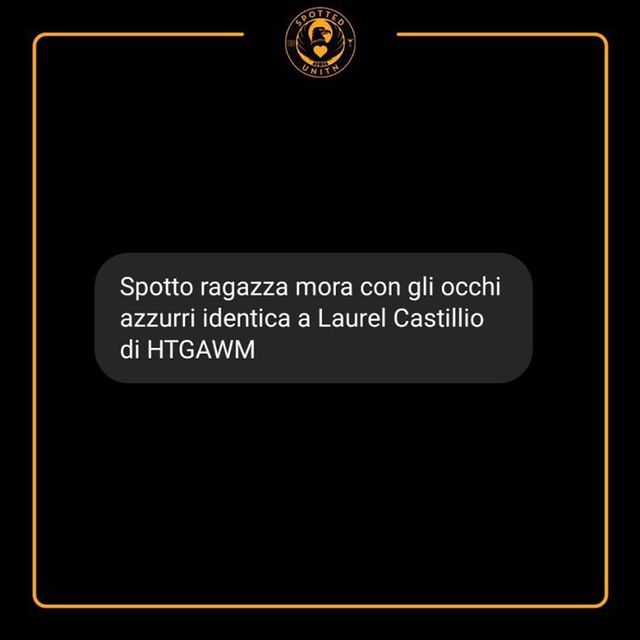 SPOTTED
UNITN
Spotto ragazza mora con gli occhi
azzurri identica a Laurel Castillio
di HTGAWM